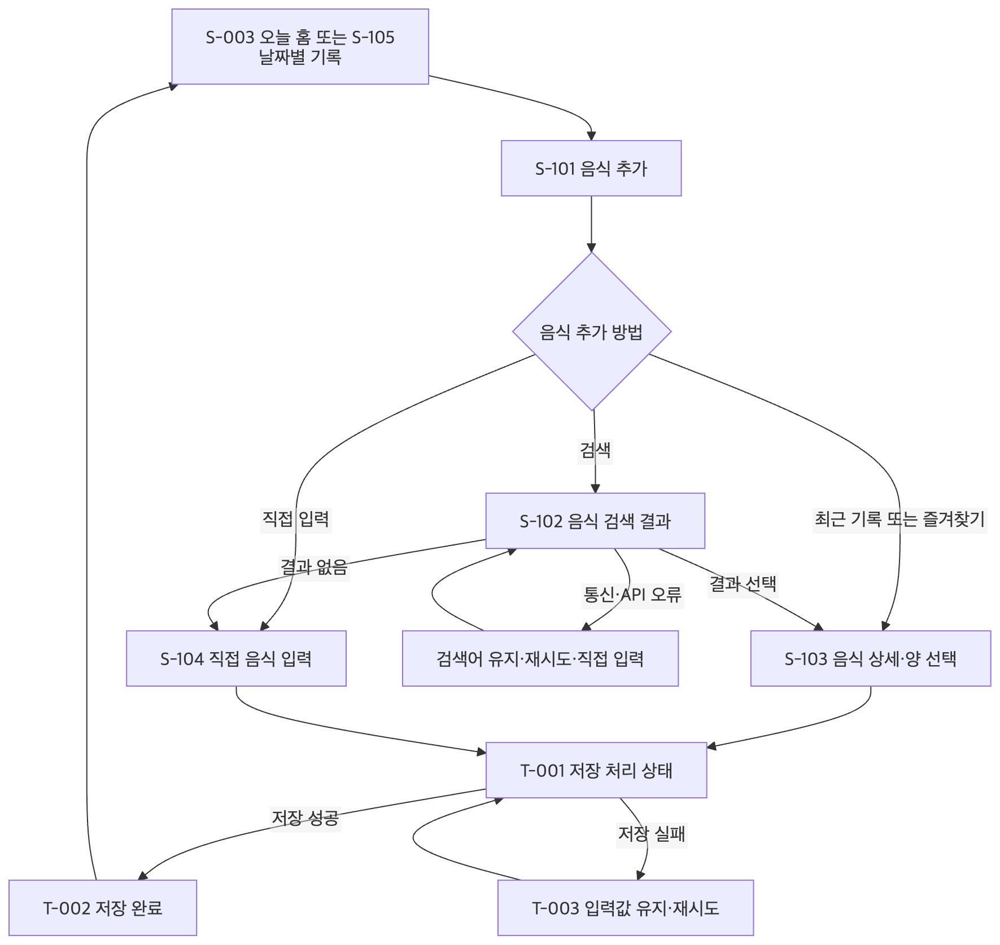 S-003 오늘 홈 또는 S-105
날짜별 기록
S-101 음식 추가
음식 추가 방법
검색
직접 입력
S-102 음식 검색 결과
최근 기록 또는 즐겨찾기
결과 없음
통신·API 오류
결과 선택
S-104 직접 음식 입력
검색어 유지·재시도·직접 입력
S-103 음식 상세·양 선택
T-001 저장 처리 상태
저장 성공
저장 실패
T-002 저장 완료
T-003 입력값 유지·재시도